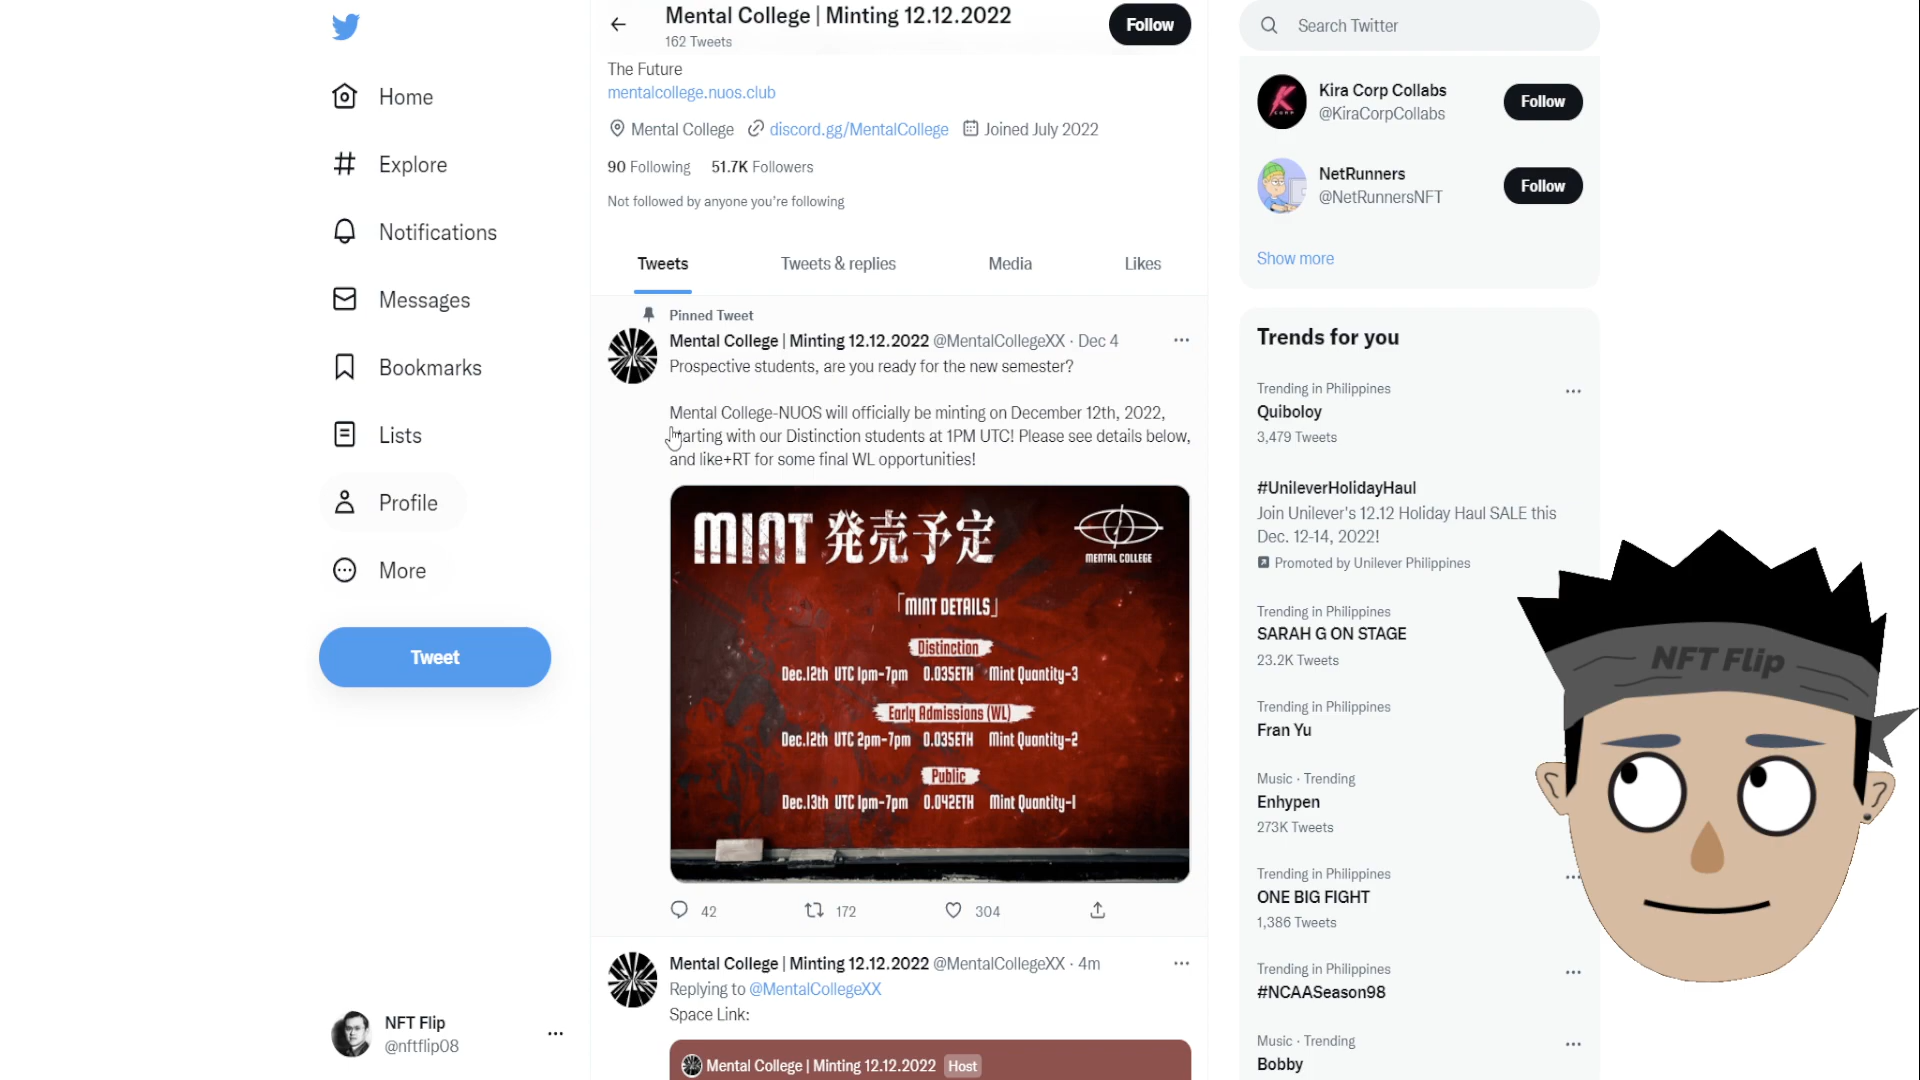 Home
Explore
Notifications
Messages
Bookmarks
Lists
Profile
More
Tweet
NFT Flip
@nftflip08
Mental College | Minting 12.12.2022
162 Tweets
Follow
The Future
mentalcollege.nuos.club
Mental College discord.gg/MentalCollege Joined July 2022
90 Following 51.7K Followers
Not followed by anyone you're following
Tweets Tweets & replies Media Likes
Pinned Tweet
Mental College | Minting 12.12.2022 @MentalCollegeXX · Dec 4
Prospective students, are you ready for the new semester?
Mental College-NUOS will officially be minting on December 12th, 2022,
starting with our Distinction students at 1PM UTC! Please see details below,
and like+RT for some final WL opportunities!
MINT 発売予定
MENTAL COLLEGE
「MINT DETAILS」
Distinction
Dec.12th UTC 1pm-7pm 0.035ETH Mint Quantity-3
Early Admissions (WL)
Dec.12th UTC 2pm-7pm 0.035ETH Mint Quantity-2
Public
Dec.13th UTC 1pm-7pm 0.042ETH Mint Quantity-1
42 172 304
Mental College | Minting 12.12.2022 @MentalCollegeXX · 4m
Replying to @MentalCollegeXX
Space Link:
Mental College | Minting 12.12.2022 Host
Search Twitter
Kira Corp Collabs
@KiraCorpCollabs
Follow
NetRunners
@NetRunnersNFT
Follow
Show more
Trends for you
Trending in Philippines
Quiboloy
3,479 Tweets
#UnileverHolidayHaul
Join Unilever's 12.12 Holiday Haul SALE this
Dec. 12-14, 2022!
Promoted by Unilever Philippines
Trending in Philippines
SARAH G ON STAGE
23.2K Tweets
Trending in Philippines
Fran Yu
Music · Trending
Enhypen
273K Tweets
Trending in Philippines
ONE BIG FIGHT
1,386 Tweets
Trending in Philippines
#NCAASeason98
Music · Trending
Bobby
NFT Flip